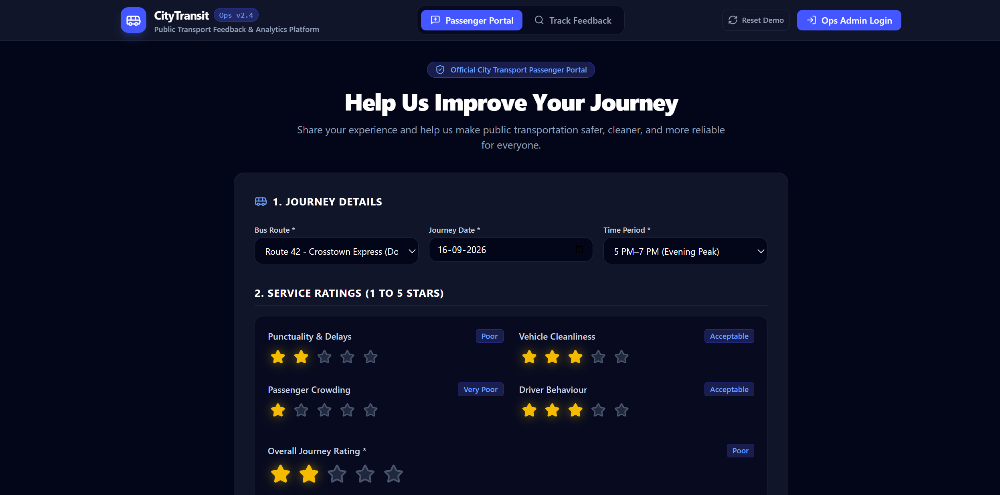 CityTransit
Ops v2.4
Public Transport Feedback & Analytics Platform
Passenger Portal
Track Feedback
Reset Demo
Ops Admin Login
Official City Transport Passenger Portal
Help Us Improve Your Journey
Share your experience and help us make public transportation safer, cleaner, and more reliable
for everyone.
1. JOURNEY DETAILS
Bus Route *
Journey Date *
Time Period *
Route 42 - Crosstown Express (Do
16-09-2026
5 PM–7 PM (Evening Peak)
2. SERVICE RATINGS (1 TO 5 STARS)
Punctuality & Delays
Poor
Vehicle Cleanliness
Acceptable
Passenger Crowding
Very Poor
Driver Behaviour
Acceptable
Overall Journey Rating *
Poor